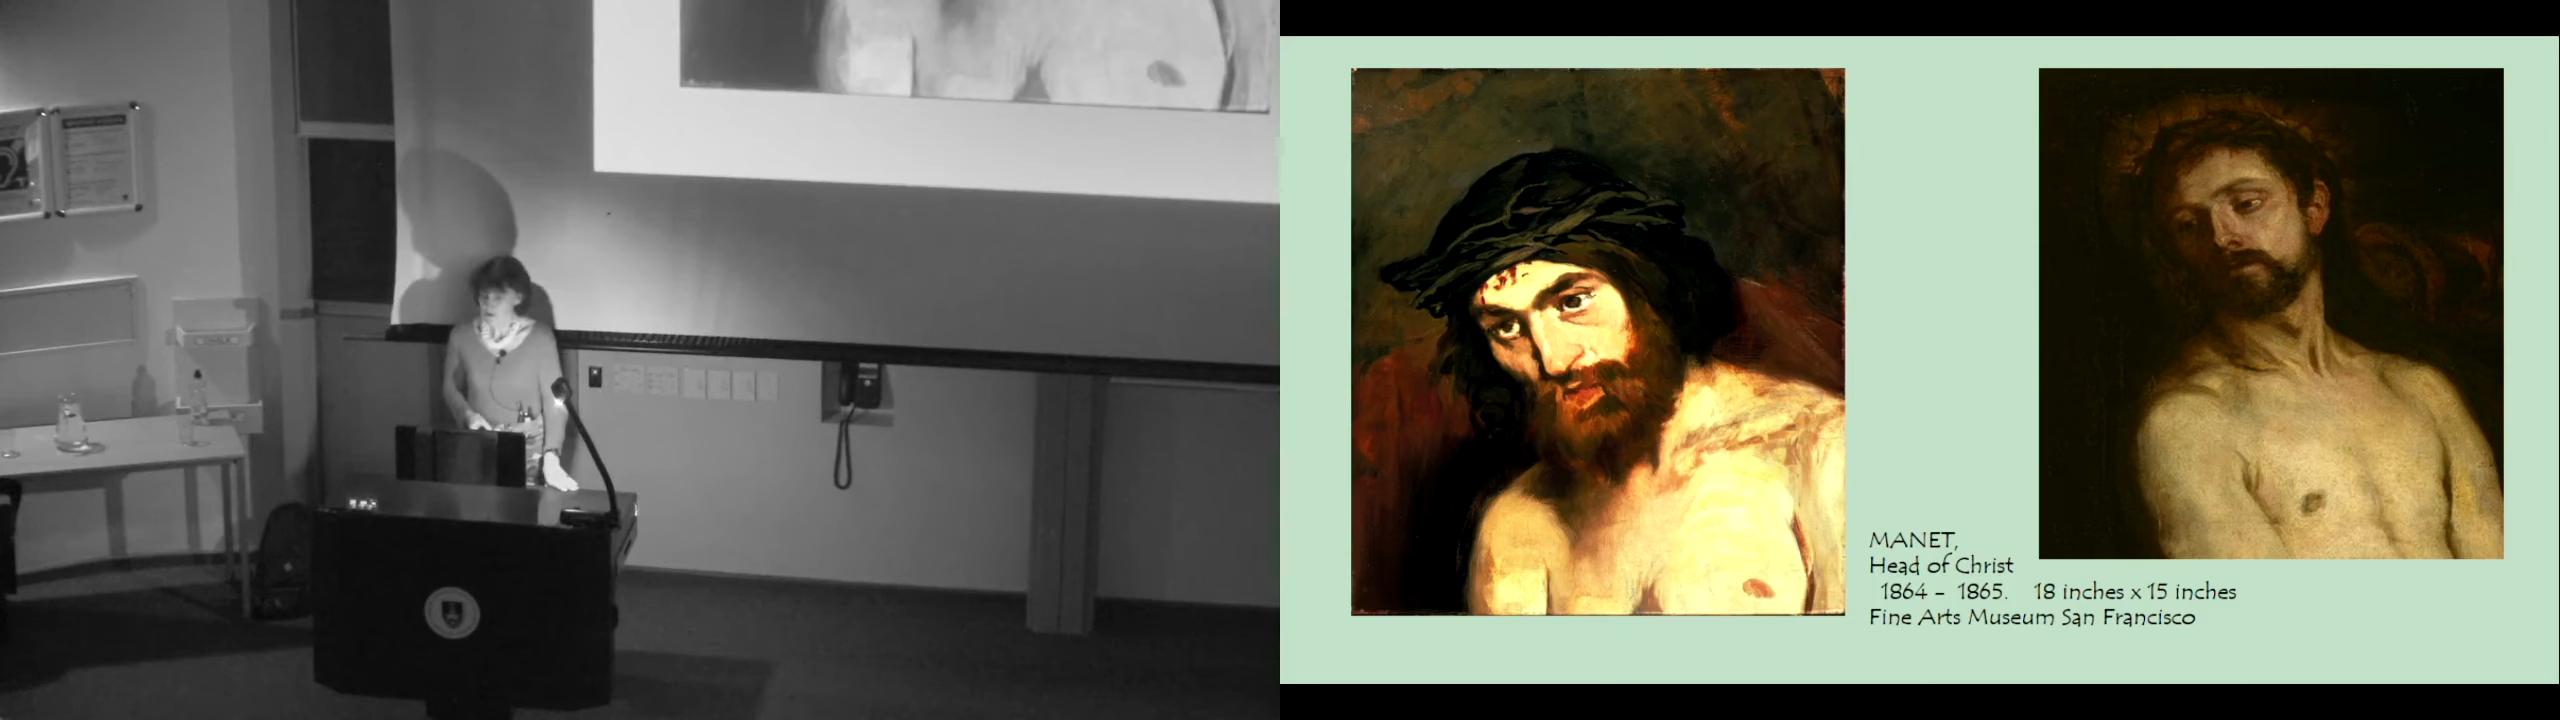 MANET,
Head of Christ
1864 - 1865. 18 inches x 15 inches
Fine Arts Museum San Francisco